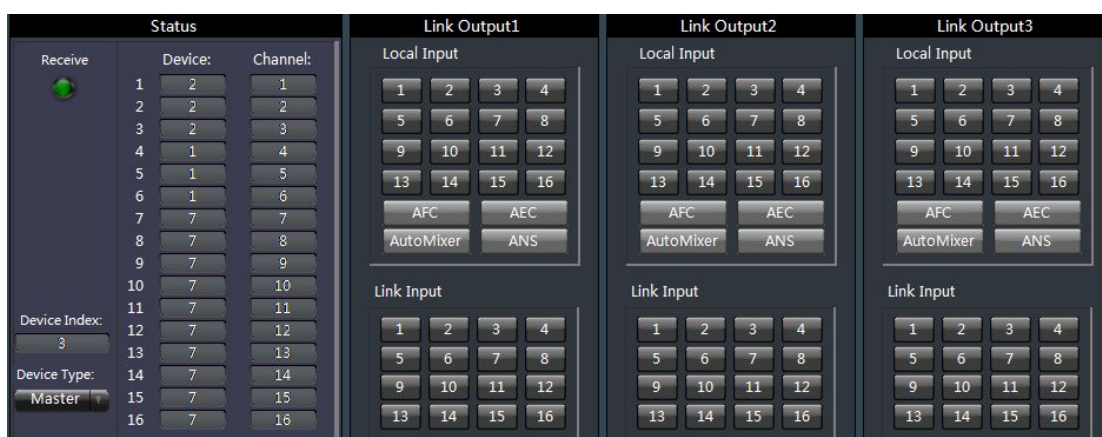 Status
Receive Device: Channel:
1 2 1
2 2 2
3 2 3
4 1 4
5 1 5
6 1 6
7 7 7
8 7 8
9 7 9
10 7 10
11 7 11
12 7 12
13 7 13
14 7 14
15 7 15
16 7 16
Device Index:
3
Device Type:
Master
Link Output1
Local Input
1 2 3 4
5 6 7 8
9 10 11 12
13 14 15 16
AFC AEC
AutoMixer ANS
Link Input
1 2 3 4
5 6 7 8
9 10 11 12
13 14 15 16
Link Output2
Local Input
1 2 3 4
5 6 7 8
9 10 11 12
13 14 15 16
AFC AEC
AutoMixer ANS
Link Input
1 2 3 4
5 6 7 8
9 10 11 12
13 14 15 16
Link Output3
Local Input
1 2 3 4
5 6 7 8
9 10 11 12
13 14 15 16
AFC AEC
AutoMixer ANS
Link Input
1 2 3 4
5 6 7 8
9 10 11 12
13 14 15 16